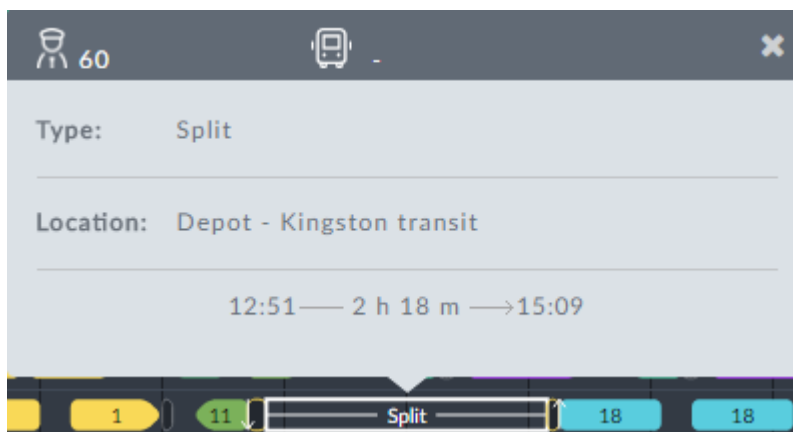 60 -
Type: Split
Location: Depot - Kingston transit
12:51 2 h 18 m 15:09
1 11 Split 18 18